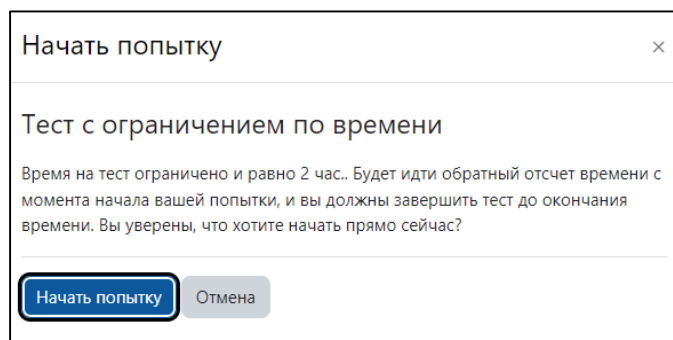 Начать попытку ×
Тест с ограничением по времени
Время на тест ограничено и равно 2 час.. Будет идти обратный отсчет времени с
момента начала вашей попытки, и вы должны завершить тест до окончания
времени. Вы уверены, что хотите начать прямо сейчас?
Начать попытку Отмена